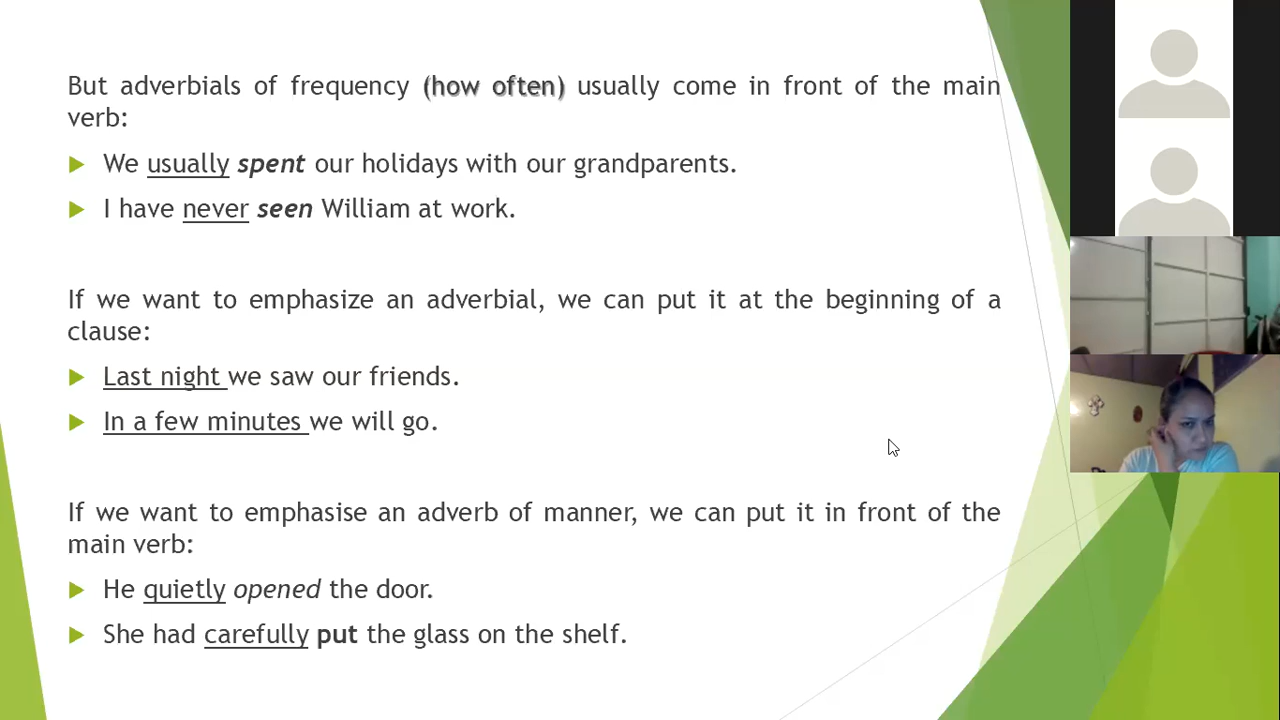 But adverbials of frequency (how often) usually come in front of the main
verb:
We usually spent our holidays with our grandparents.
I have never seen William at work.
If we want to emphasize an adverbial, we can put it at the beginning of a
clause:
Last night we saw our friends.
In a few minutes we will go.
If we want to emphasise an adverb of manner, we can put it in front of the
main verb:
He quietly opened the door.
She had carefully put the glass on the shelf.